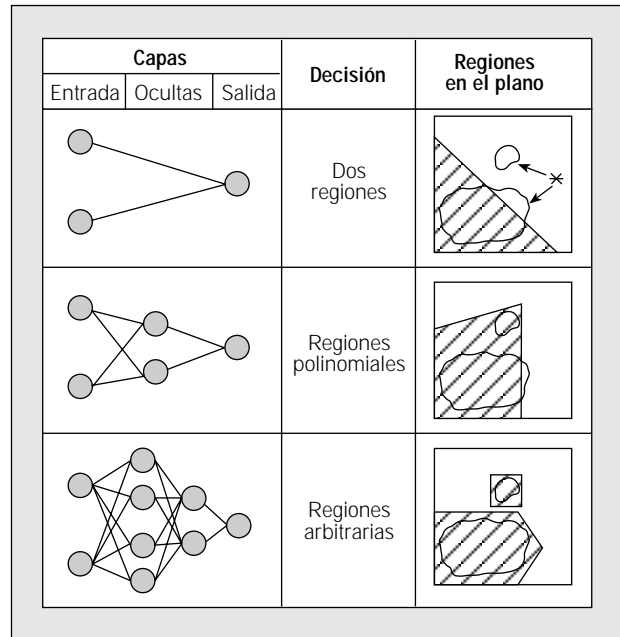 Capas
Entrada Ocultas Salida
Decisión
Regiones
en el plano
Dos
regiones
Regiones
polinomiales
Regiones
arbitrarias